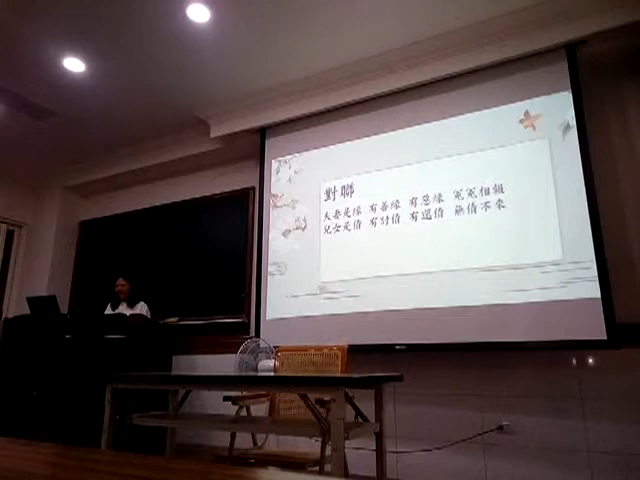 對聯
夫妻是緣 有善緣 有惡緣 冤冤相報
兒女是債 有討債 有還債 無債不來